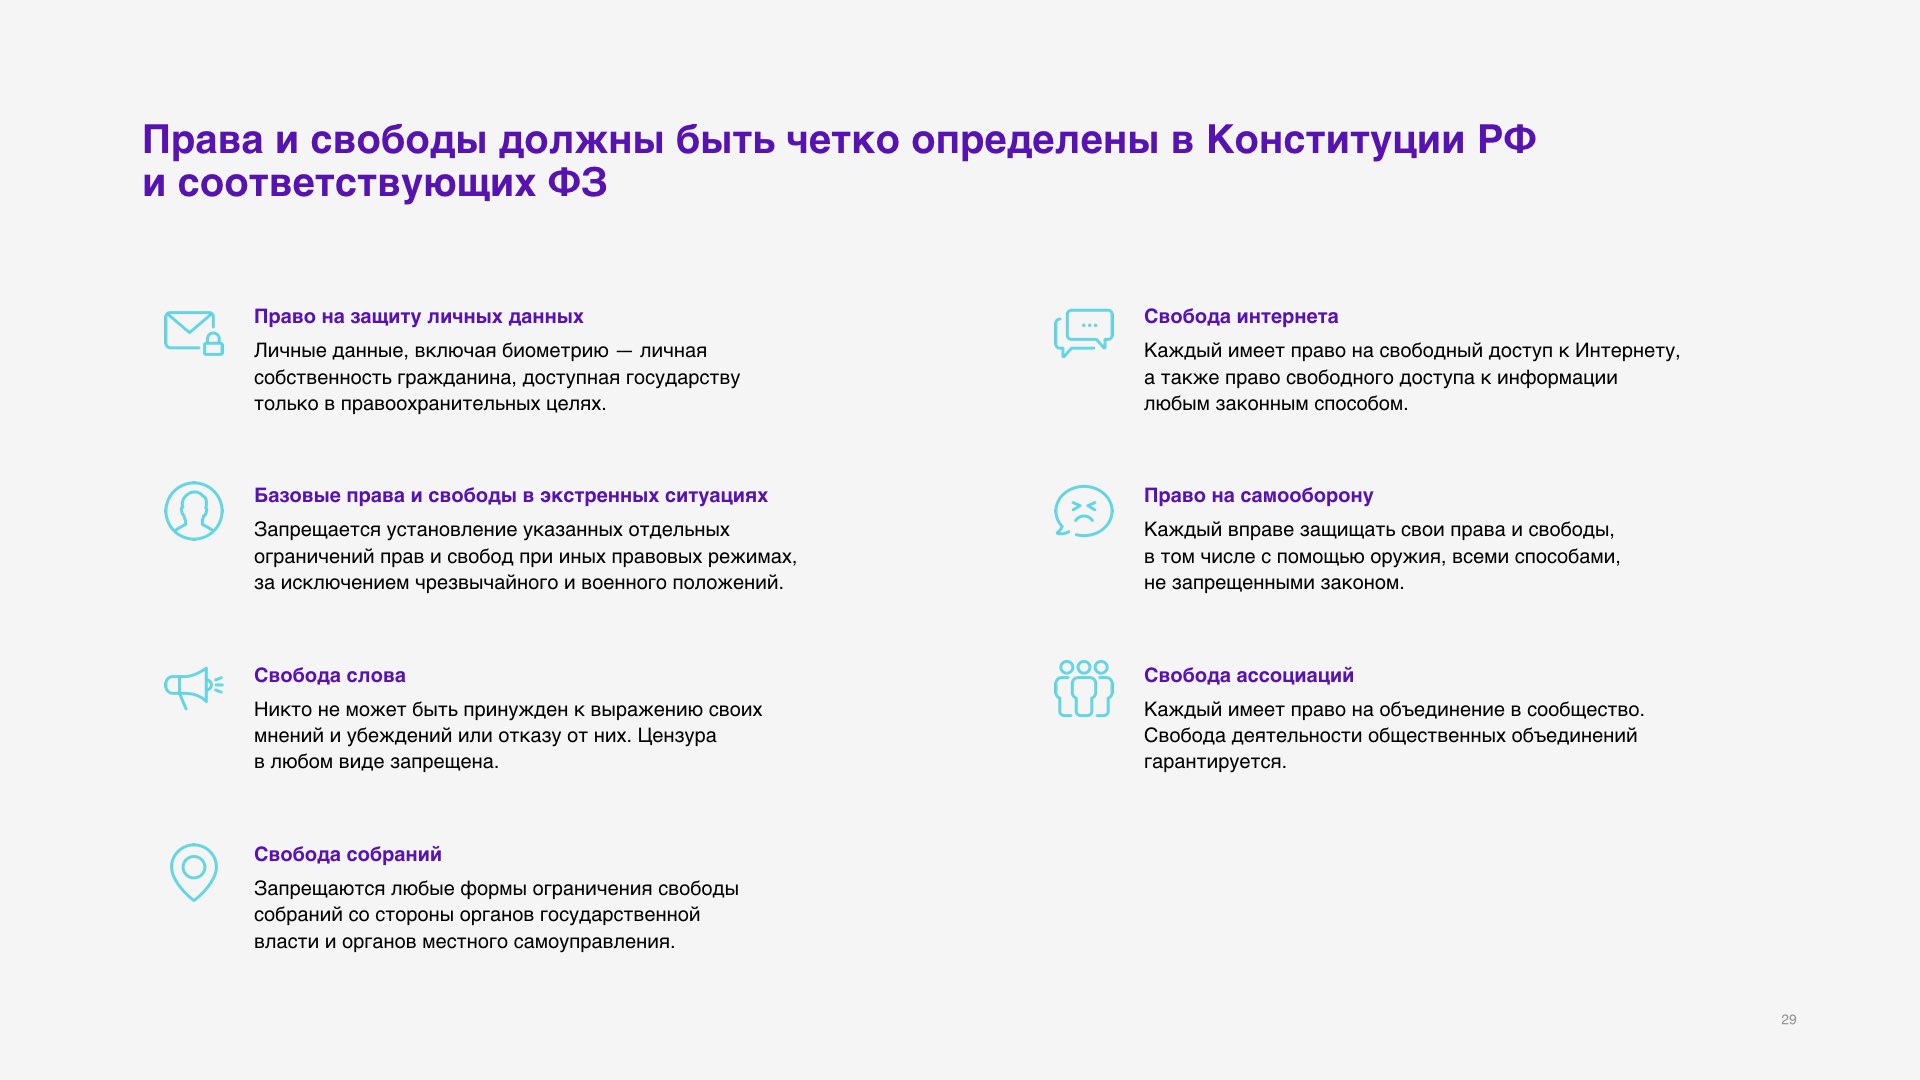 Права и свободы должны быть четко определены в Конституции РФ
и соответствующих ФЗ
Право на защиту личных данных
Личные данные, включая биометрию — личная
собственность гражданина, доступная государству
только в правоохранительных целях.
Базовые права и свободы в экстренных ситуациях
Запрещается установление указанных отдельных
ограничений прав и свобод при иных правовых режимах,
за исключением чрезвычайного и военного положений.
Свобода слова
Никто не может быть принужден к выражению своих
мнений и убеждений или отказу от них. Цензура
в любом виде запрещена.
Свобода собраний
Запрещаются любые формы ограничения свободы
собраний со стороны органов государственной
власти и органов местного самоуправления.
Свобода интернета
Каждый имеет право на свободный доступ к Интернету,
а также право свободного доступа к информации
любым законным способом.
Право на самооборону
Каждый вправе защищать свои права и свободы,
в том числе с помощью оружия, всеми способами,
не запрещенными законом.
Свобода ассоциаций
Каждый имеет право на объединение в сообщество.
Свобода деятельности общественных объединений
гарантируется.
29